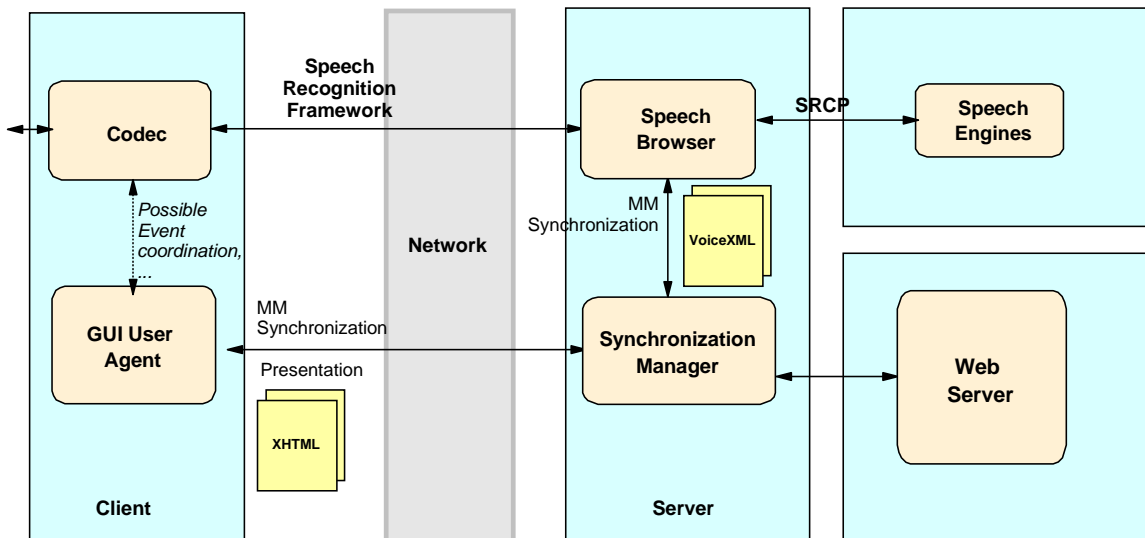 Speech
Recognition
Framework
Codec
Speech
Browser
SRCP
Speech
Engines
Possible
Event
coordination,
...
MM
Synchronization
VoiceXML
Network
GUI User
Agent
MM
Synchronization
Synchronization
Manager
Presentation
XHTML
Web
Server
Client
Server